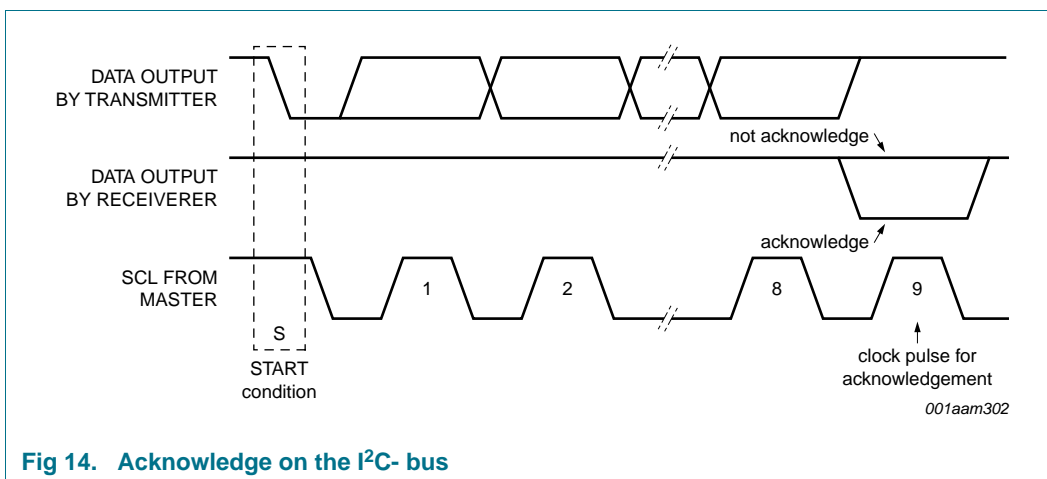 DATA OUTPUT
BY TRANSMITTER
not acknowledge
DATA OUTPUT
BY RECEIVERER
acknowledge
SCL FROM
MASTER
1
2
8
9
S
START
condition
clock pulse for
acknowledgement
001aam302
Fig 14. Acknowledge on the I²C- bus